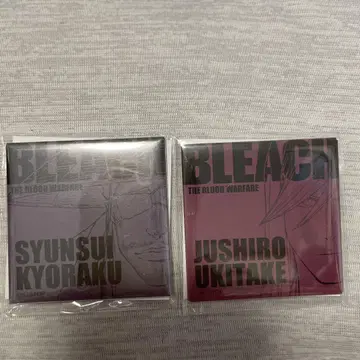 BLEACH
THE BLOOD WARFARE
SYUNSUI
KYORAKU
BLEACH
THE BLOOD WARFARE
JUSHIRO
UKITAKE